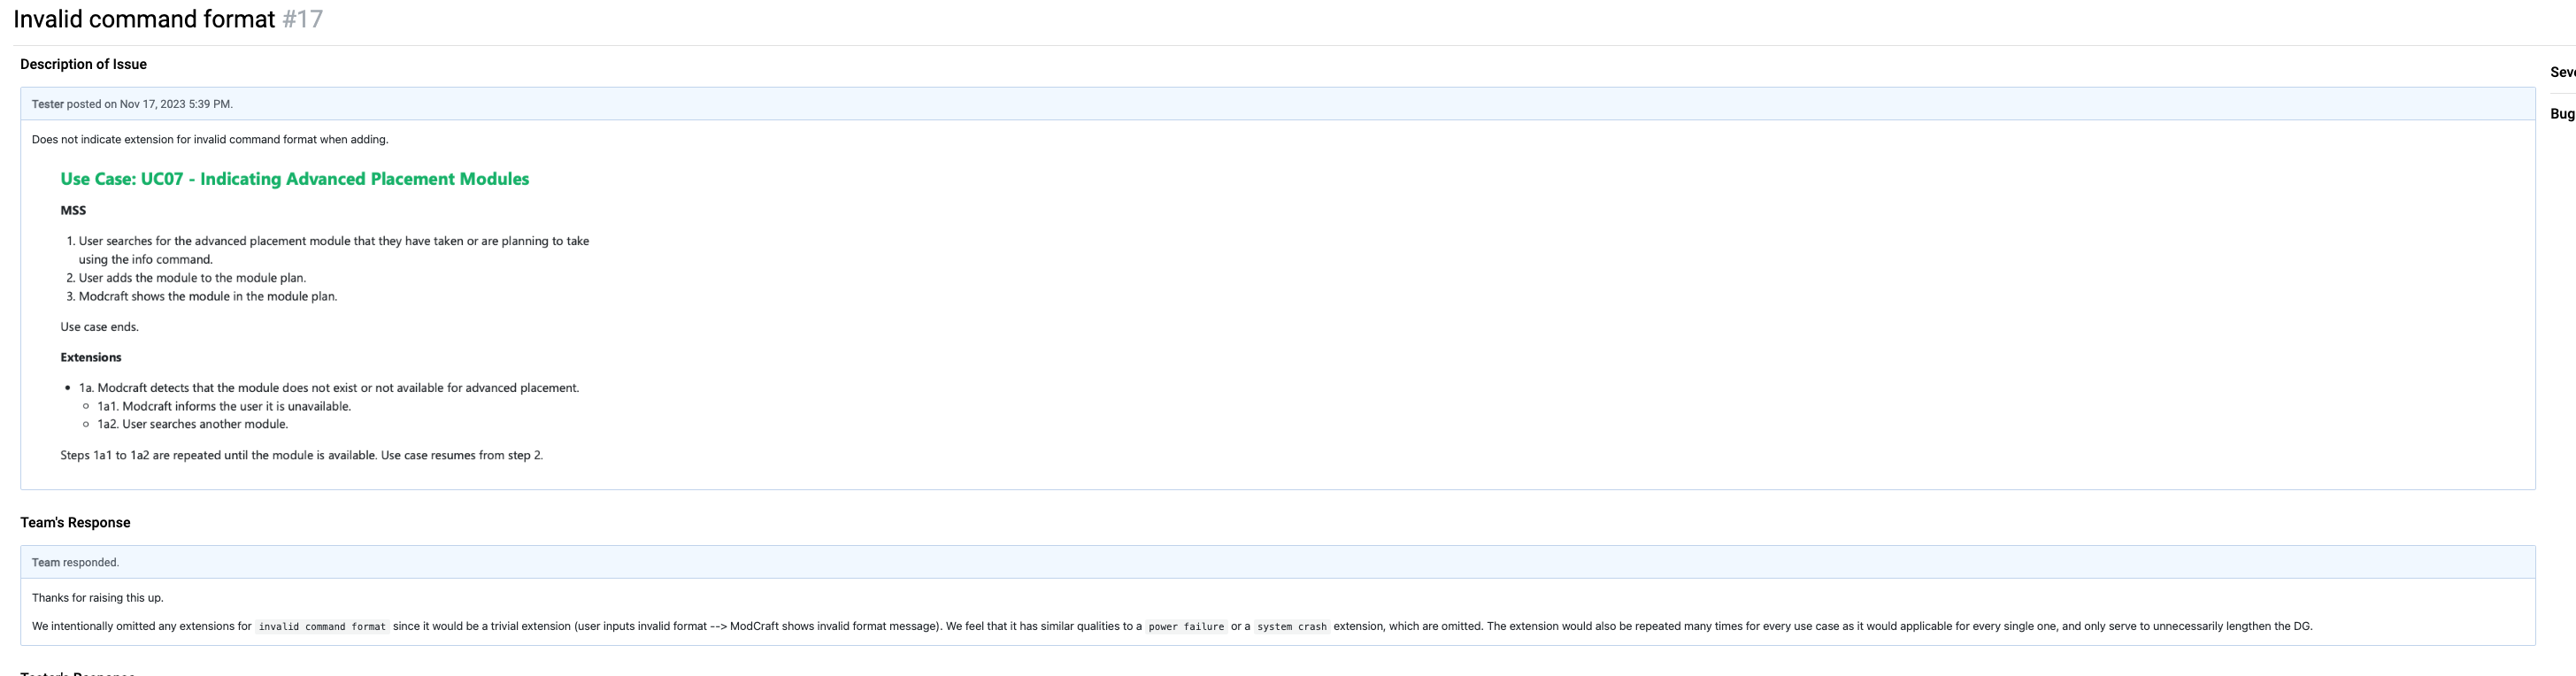 Invalid command format #17
Description of Issue
Tester posted on Nov 17, 2023 5:39 PM.
Does not indicate extension for invalid command format when adding.
Use Case: UC07 - Indicating Advanced Placement Modules
MSS
1. User searches for the advanced placement module that they have taken or are planning to take
using the info command.
2. User adds the module to the module plan.
3. Modcraft shows the module in the module plan.
Use case ends.
Extensions
• 1a. Modcraft detects that the module does not exist or not available for advanced placement.
○ 1a1. Modcraft informs the user it is unavailable.
○ 1a2. User searches another module.
Steps 1a1 to 1a2 are repeated until the module is available. Use case resumes from step 2.
Team's Response
Team responded.
Thanks for raising this up.
We intentionally omitted any extensions for invalid command format since it would be a trivial extension (user inputs invalid format --> ModCraft shows invalid format message). We feel that it has similar qualities to a power failure or a system crash extension, which are omitted. The extension would also be repeated many times for every use case as it would applicable for every single one, and only serve to unnecessarily lengthen the DG.
Seve
Bug